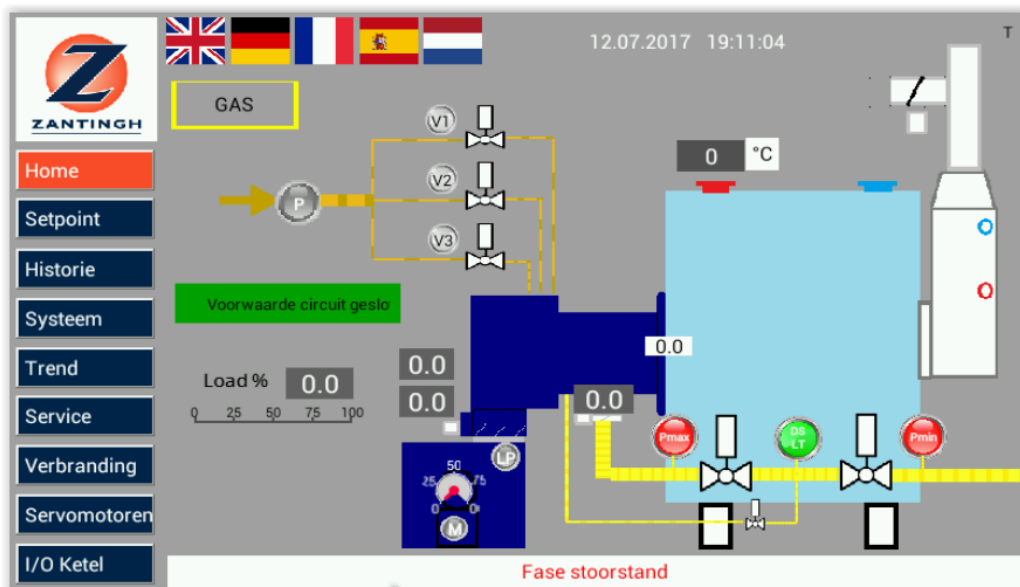 12.07.2017 19:11:04
T
ZANTINGH
GAS
V1
0 °C
V2
P
V3
Home
Setpoint
Historie
Systeem
Trend
Service
Verbranding
Servomotoren
I/O Ketel
Voorwaarde circuit geslo
0.0
Load % 0.0
0 25 50 75 100
0.0
0.0
0.0
Pmax
DS
LT
Pmin
LP
50
25 75
0 0
M
Fase stoorstand